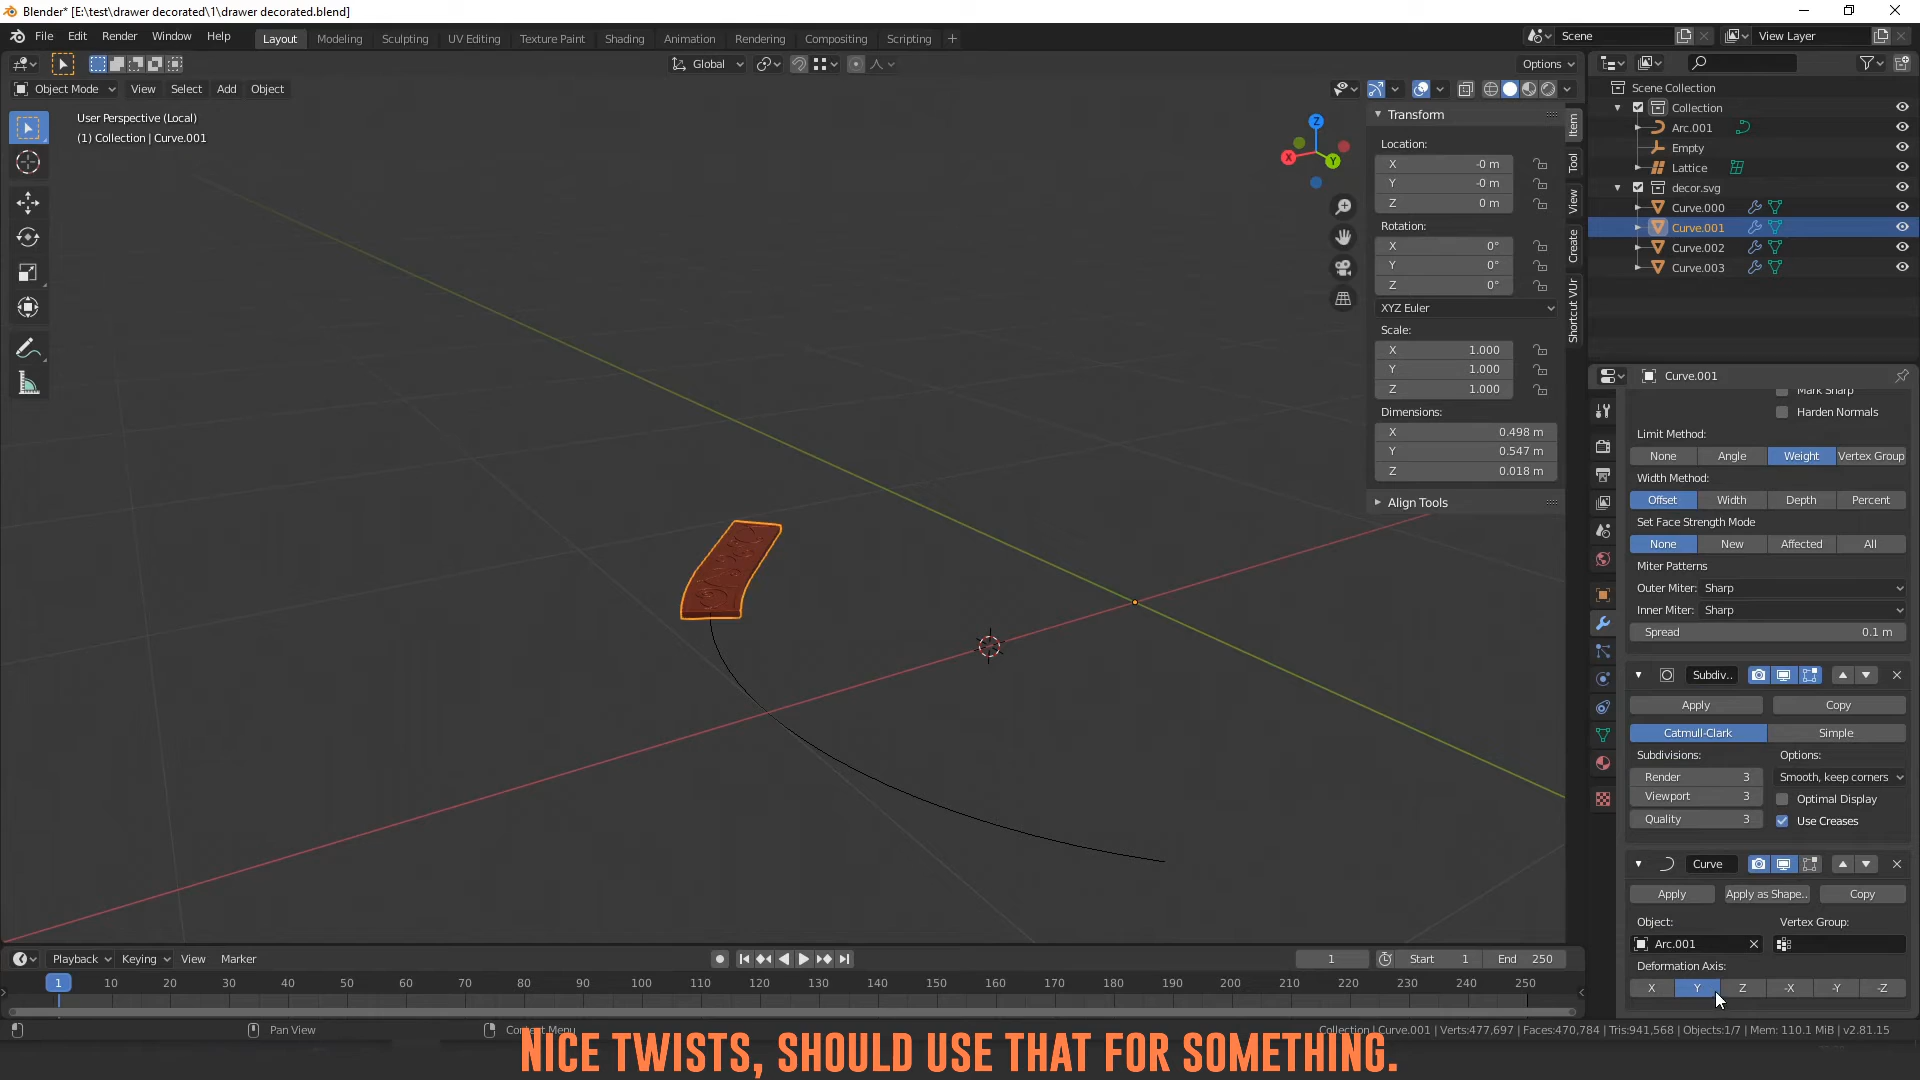 Blender* [E:\test\drawer decorated\1\drawer decorated.blend]
File Edit Render Window Help
Layout Modeling Sculpting UV Editing Texture Paint Shading Animation Rendering Compositing Scripting +
Scene
View Layer
Global
Options
Object Mode View Select Add Object
User Perspective (Local)
(1) Collection | Curve.001
Z
X
Y
Transform
Location:
X -0 m
Y -0 m
Z 0 m
Rotation:
X 0°
Y 0°
Z 0°
XYZ Euler
Scale:
X 1.000
Y 1.000
Z 1.000
Dimensions:
X 0.498 m
Y 0.547 m
Z 0.018 m
Align Tools
Item
Tool
View
Create
Shortcut VUr
Scene Collection
Collection
Arc.001
Empty
Lattice
decor.svg
Curve.000
Curve.001
Curve.002
Curve.003
Curve.001
Mark Sharp
Harden Normals
Limit Method:
None Angle Weight Vertex Group
Width Method:
Offset Width Depth Percent
Set Face Strength Mode
None New Affected All
Miter Patterns
Outer Miter: Sharp
Inner Miter: Sharp
Spread 0.1 m
Subdiv..
Apply Copy
Catmull-Clark Simple
Subdivisions: Options:
Render 3 Smooth, keep corners
Viewport 3 Optimal Display
Quality 3 Use Creases
Curve
Apply Apply as Shape.. Copy
Object: Vertex Group:
Arc.001
Deformation Axis:
X Y Z -X -Y -Z
Playback Keying View Marker
1 Start 1 End 250
1 10 20 30 40 50 60 70 80 90 100 110 120 130 140 150 160 170 180 190 200 210 220 230 240 250
Pan View
Context Menu
Collection | Curve.001 | Verts:477,697 | Faces:470,784 | Tris:941,568 | Objects:1/7 | Mem: 110.1 MiB | v2.81.15
NICE TWISTS, SHOULD USE THAT FOR SOMETHING.